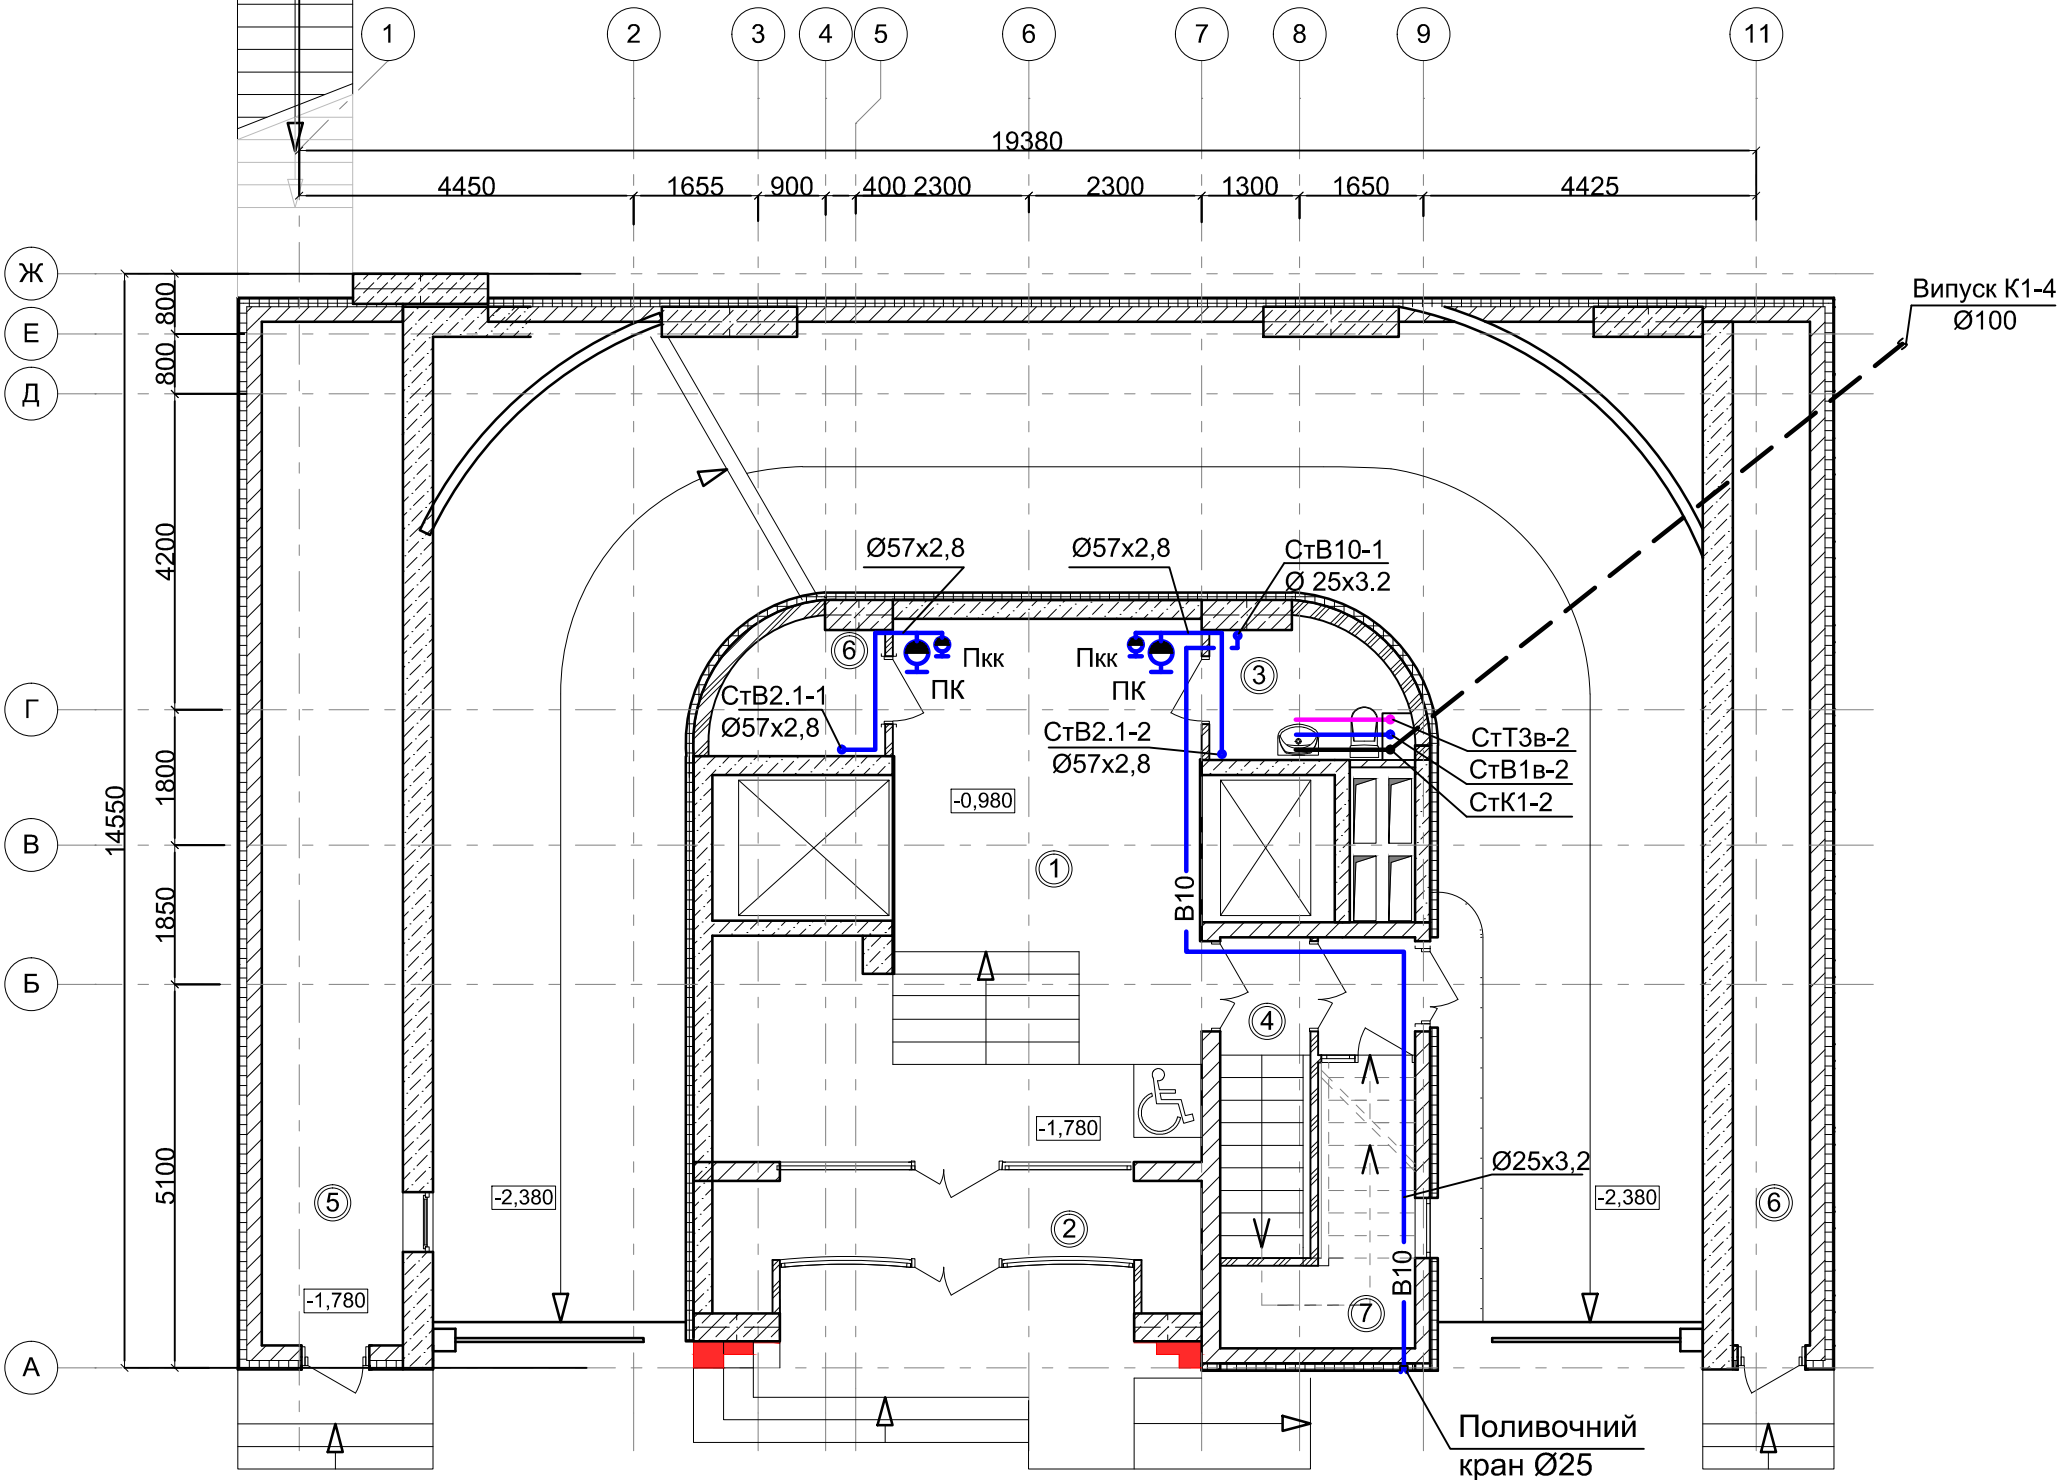 1 2 3 4 5 6 7 8 9 11
19380
4450 1655 900 400 2300 2300 1300 1650 4425
Ж
Е
Д
Г
В
Б
А
800
800
4200
1800
1850
5100
14550
Випуск К1-4
Ø100
Ø57x2,8
Ø57x2,8
СтВ10-1
Ø 25x3.2
6
Пкк
ПК
Пкк
ПК
3
СтВ2.1-1
Ø57x2,8
СтВ2.1-2
Ø57x2,8
СтТ3в-2
СтВ1в-2
СтК1-2
-0,980
1
В10
4
-1,780
Ø25x3,2
5
-2,380
2
-2,380
6
В10
-1,780
7
Поливочний
кран Ø25